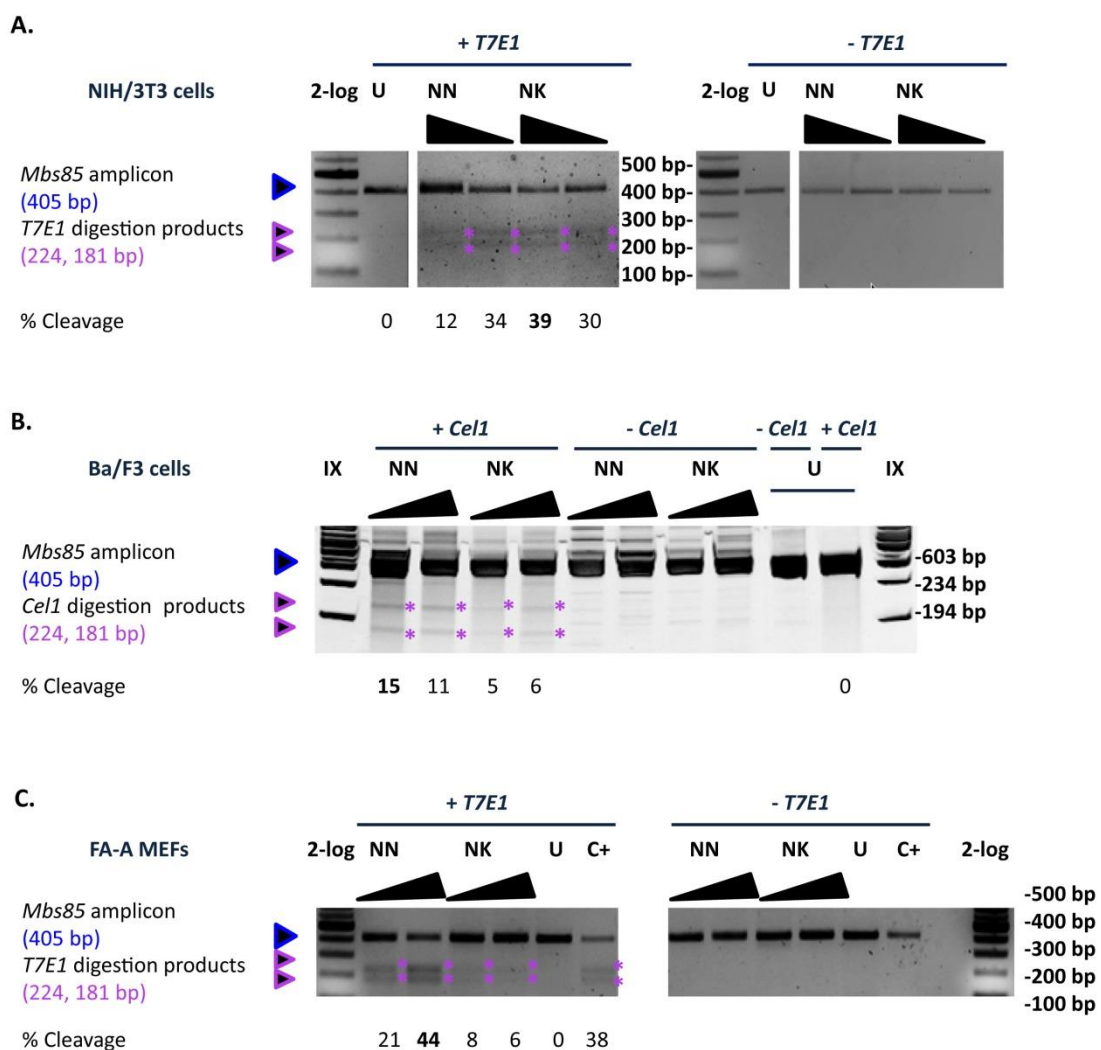 A.
+ T7E1
- T7E1
NIH/3T3 cells
2-log U NN NK
2-log U NN NK
Mbs85 amplicon
(405 bp)
T7E1 digestion products
(224, 181 bp)
* * * *
* * * *
500 bp-
400 bp-
300 bp-
200 bp-
100 bp-
% Cleavage 0 12 34 39 30
B.
+ Cel1 - Cel1 - Cel1 + Cel1
Ba/F3 cells
IX NN NK NN NK U IX
Mbs85 amplicon
(405 bp)
Cel1 digestion products
(224, 181 bp)
* * * *
* * * *
-603 bp
-234 bp
-194 bp
% Cleavage 15 11 5 6 0
C.
+ T7E1
- T7E1
FA-A MEFs
2-log NN NK U C+
NN NK U C+ 2-log
Mbs85 amplicon
(405 bp)
T7E1 digestion products
(224, 181 bp)
* * * * *
* * * * *
-500 bp
-400 bp
-300 bp
-200 bp
-100 bp
% Cleavage 21 44 8 6 0 38